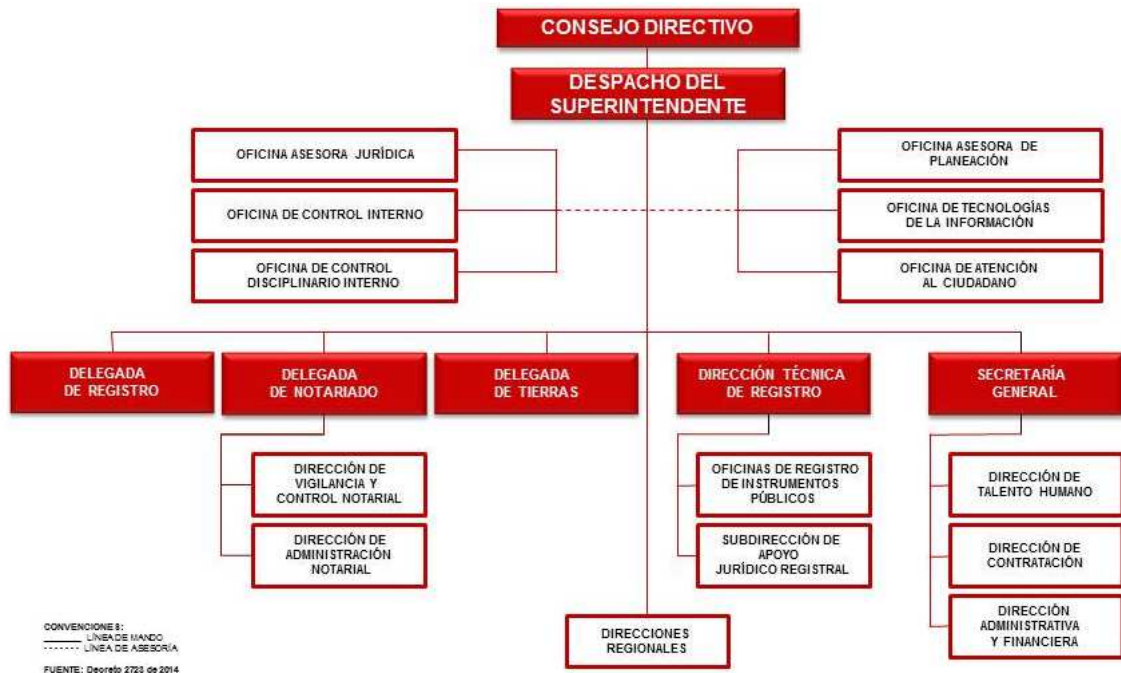 CONSEJO DIRECTIVO
DESPACHO DEL
SUPERINTENDENTE
OFICINA ASESORA JURÍDICA
OFICINA DE CONTROL INTERNO
OFICINA DE CONTROL
DISCIPLINARIO INTERNO
OFICINA ASESORA DE
PLANEACIÓN
OFICINA DE TECNOLOGÍAS
DE LA INFORMACIÓN
OFICINA DE ATENCIÓN
AL CIUDADANO
DELEGADA
DE REGISTRO
DELEGADA
DE NOTARIADO
DELEGADA
DE TIERRAS
DIRECCIÓN TÉCNICA
DE REGISTRO
SECRETARÍA
GENERAL
DIRECCIÓN DE
VIGILANCIA Y
CONTROL NOTARIAL
DIRECCIÓN DE
ADMINISTRACIÓN
NOTARIAL
OFICINAS DE REGISTRO
DE INSTRUMENTOS
PÚBLICOS
SUBDIRECCIÓN DE
APOYO
JURÍDICO REGISTRAL
DIRECCIÓN DE
TALENTO HUMANO
DIRECCIÓN DE
CONTRATACIÓN
DIRECCIÓN
ADMINISTRATIVA
Y FINANCIERA
DIRECCIONES
REGIONALES
CONVENCIONES:
LÍNEA DE MANDO
LÍNEA DE ASESORÍA
FUENTE: Decreto 2723 de 2014